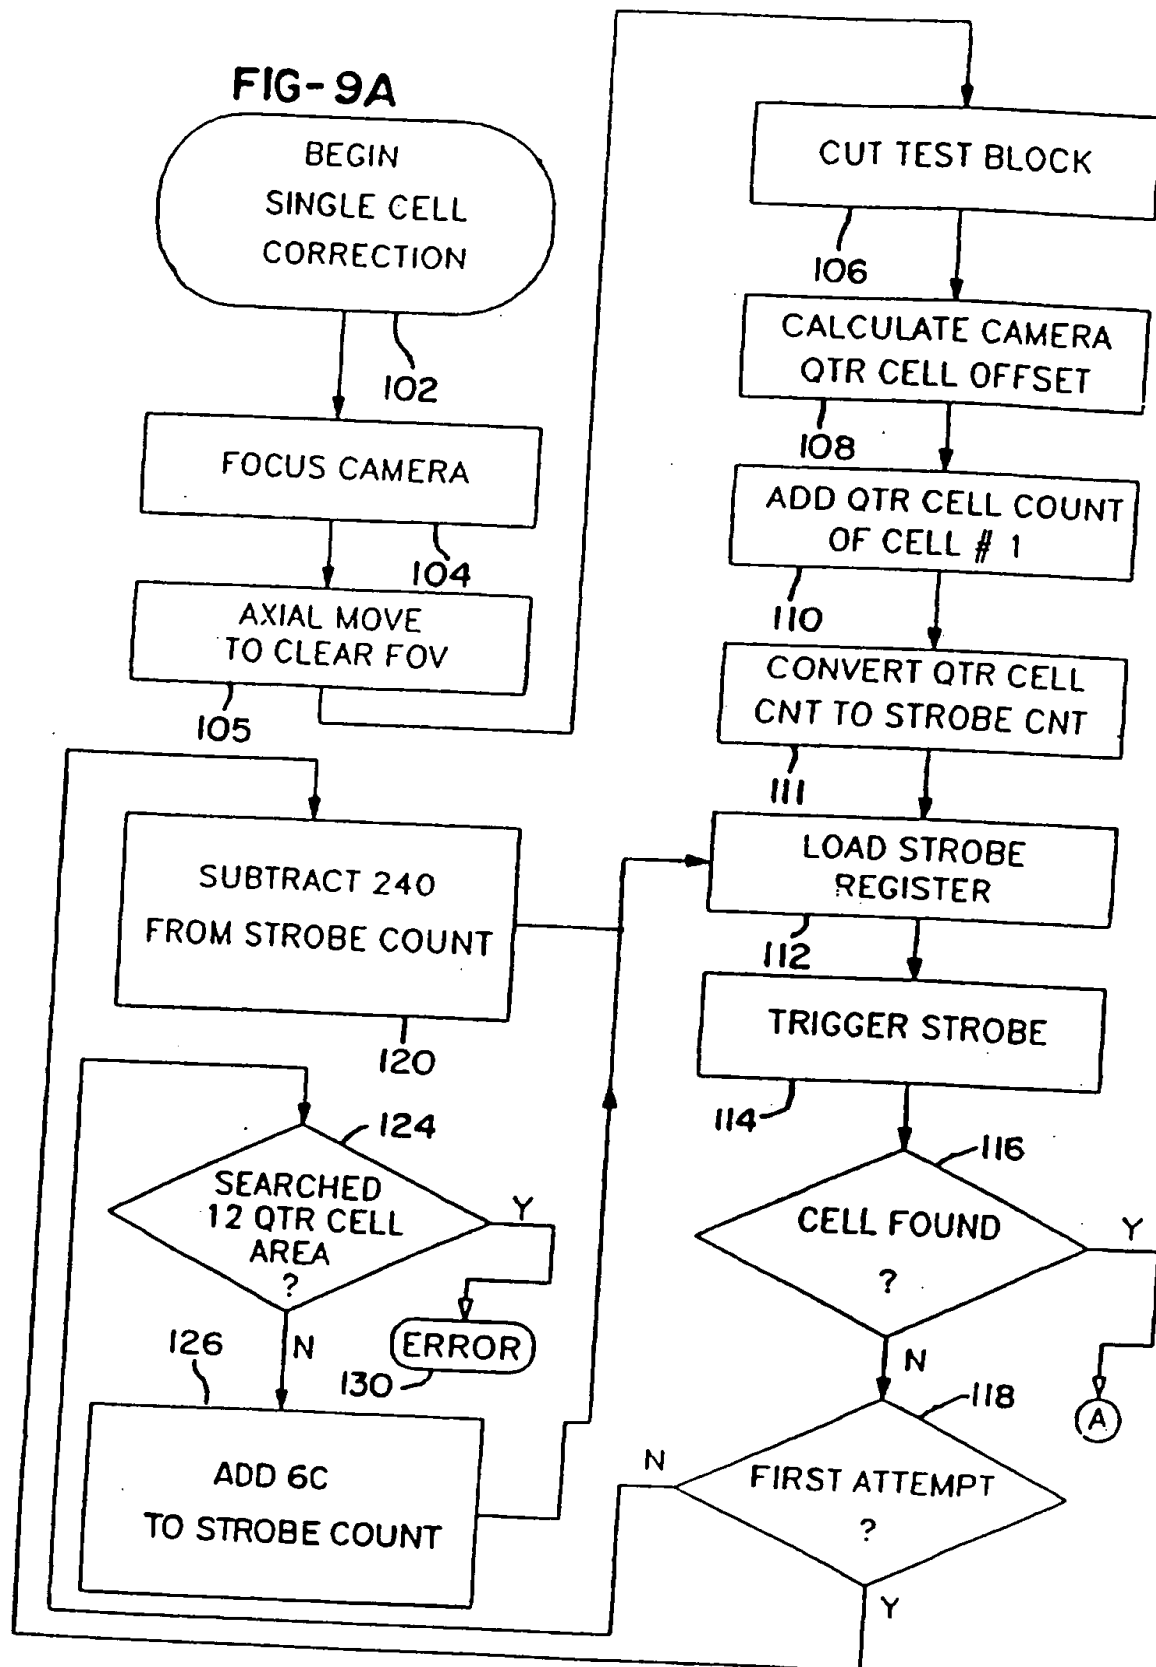 FIG-9A
BEGIN
SINGLE CELL
CORRECTION
102
FOCUS CAMERA
104
AXIAL MOVE
TO CLEAR FOV
105
CUT TEST BLOCK
106
CALCULATE CAMERA
QTR CELL OFFSET
108
ADD QTR CELL COUNT
OF CELL # 1
110
CONVERT QTR CELL
CNT TO STROBE CNT
111
LOAD STROBE
REGISTER
112
TRIGGER STROBE
114
116
CELL FOUND
?
Y
N
A
118
FIRST ATTEMPT
?
N
Y
SUBTRACT 240
FROM STROBE COUNT
120
124
SEARCHED
12 QTR CELL
AREA
?
Y
N
ERROR
130
126
ADD 6C
TO STROBE COUNT